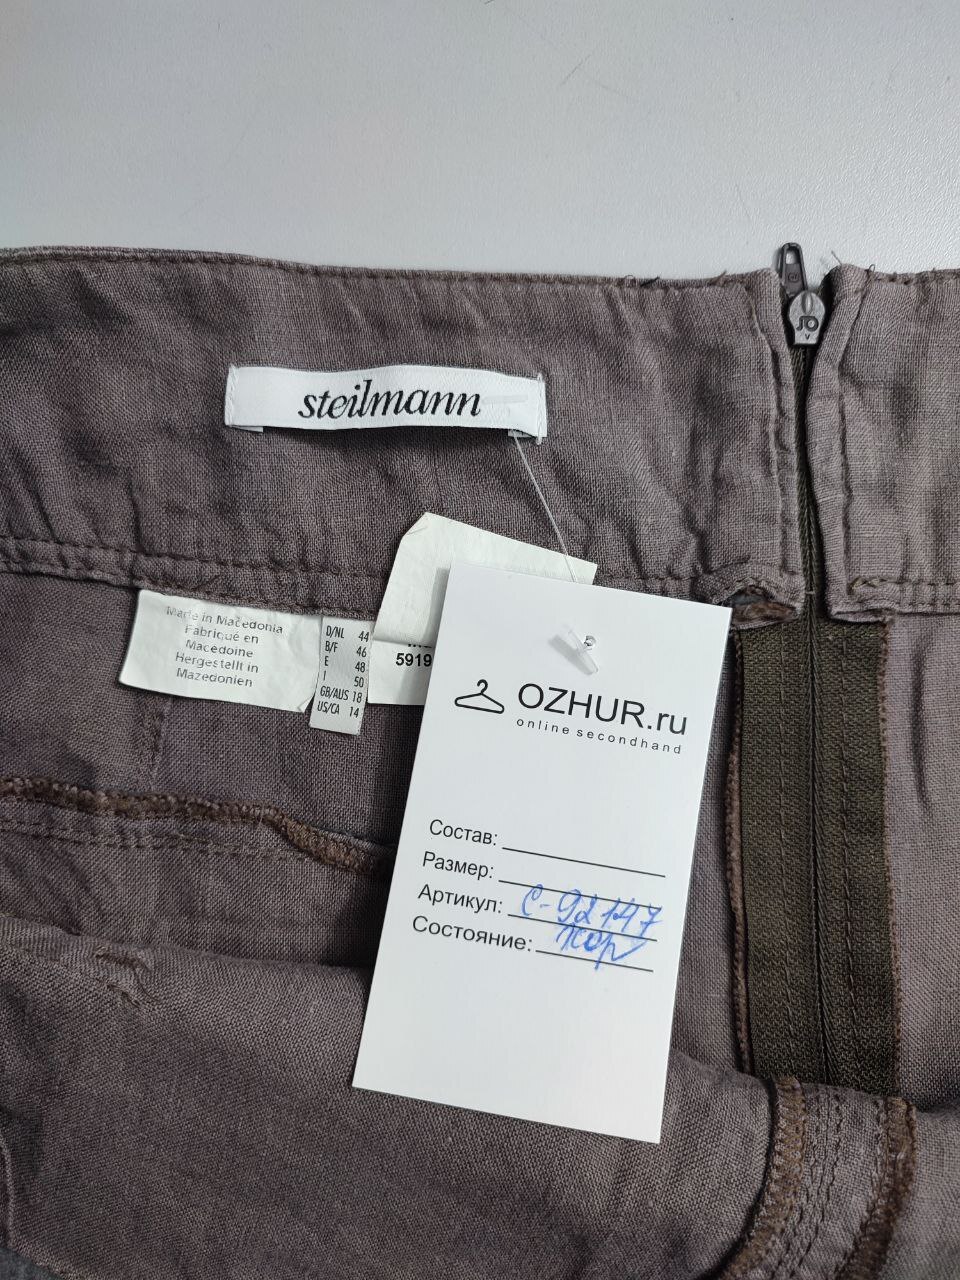 steilmann
Made in Macedonia
Fabriqué en
Macedoine
Hergestellt in
Mazedonien
D/NL 44
B/F 46
E 48
I 50
GB/AUS 18
US/CA 14
5919
OZHUR.ru
online secondhand
Состав:
Размер:
Артикул: С-92147
Состояние: хор